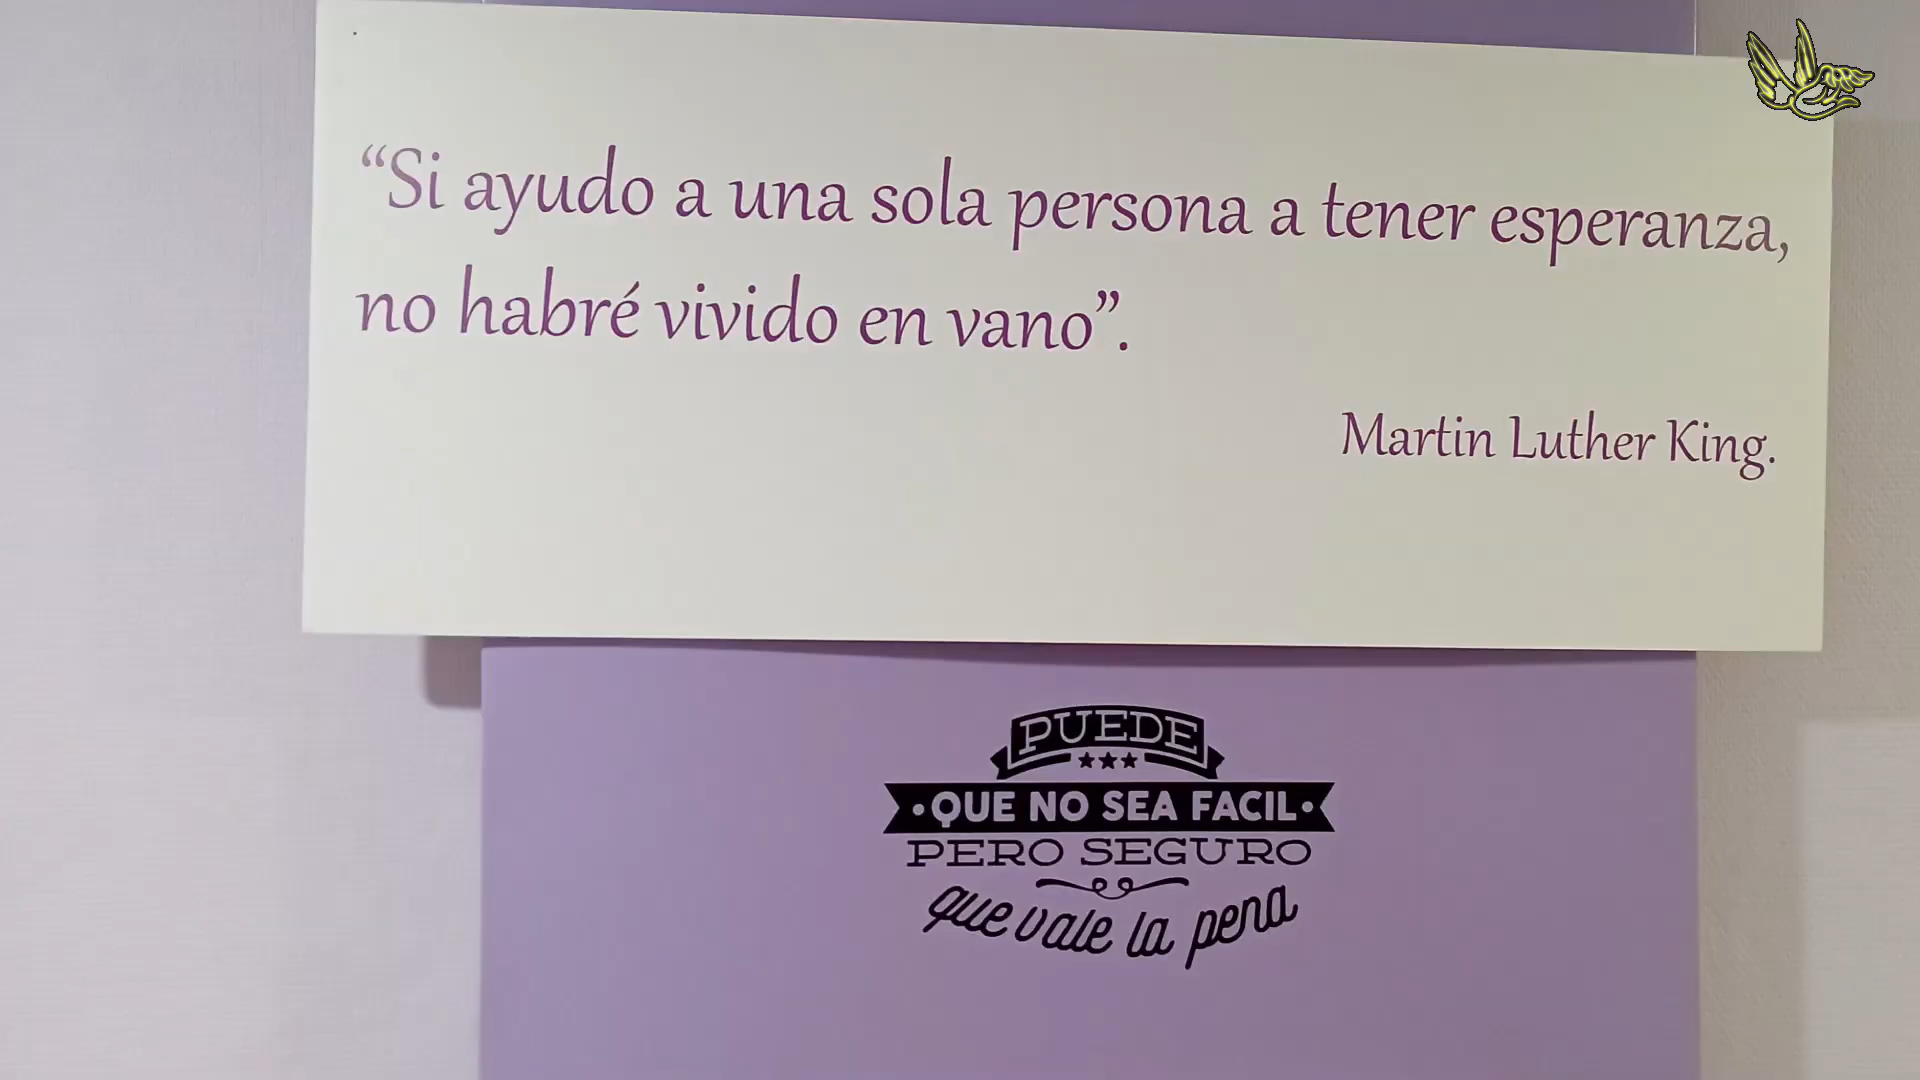 “Si ayudo a una sola persona a tener esperanza,
no habré vivido en vano”.
Martin Luther King.
PUEDE
QUE NO SEA FACIL
PERO SEGURO
que vale la pena